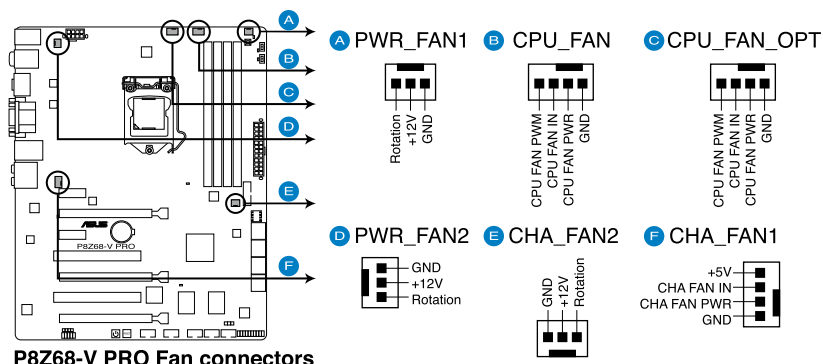 A
B
C
D
E
F
ASUS
P8Z68-V PRO
P8Z68-V PRO Fan connectors
A PWR_FAN1
Rotation
+12V
GND
B CPU_FAN
CPU FAN PWM
CPU FAN IN
CPU FAN PWR
GND
C CPU_FAN_OPT
CPU FAN PWM
CPU FAN IN
CPU FAN PWR
GND
D PWR_FAN2
GND
+12V
Rotation
E CHA_FAN2
GND
+12V
Rotation
F CHA_FAN1
+5V
CHA FAN IN
CHA FAN PWR
GND